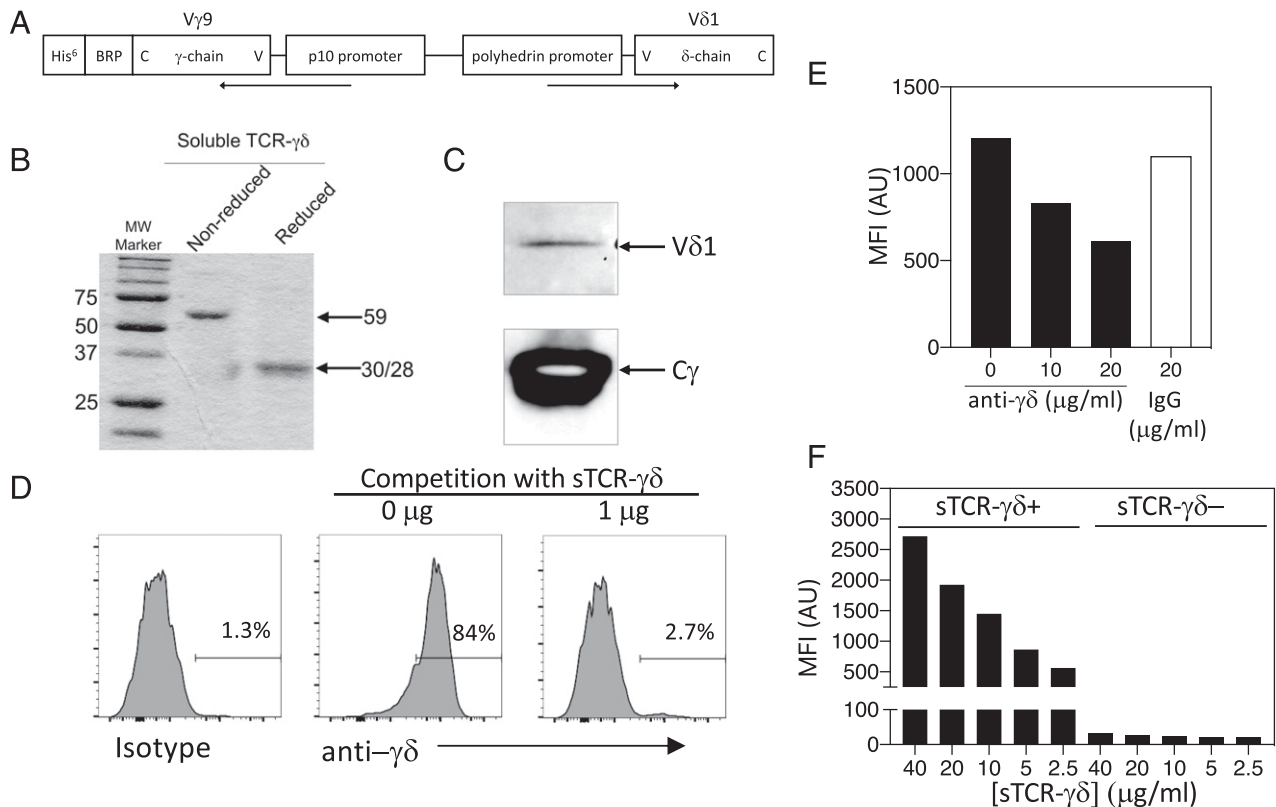 A
Vγ9
Vδ1
His⁶ BRP C γ-chain V p10 promoter polyhedrin promoter V δ-chain C
B
Soluble TCR-γδ
Non-reduced
Reduced
MW
Marker
75
50
37
25
59
30/28
C
Vδ1
Cγ
D
Competition with sTCR-γδ
0 μg 1 μg
1.3%
84%
2.7%
Isotype
anti–γδ
E
MFI (AU)
1500
1000
500
0
0 10 20 20
anti-γδ (μg/ml) IgG
(μg/ml)
F
MFI (AU)
3500
3000
2500
2000
1500
1000
500
100
0
sTCR-γδ+ sTCR-γδ–
40 20 10 5 2.5 40 20 10 5 2.5
[sTCR-γδ] (μg/ml)